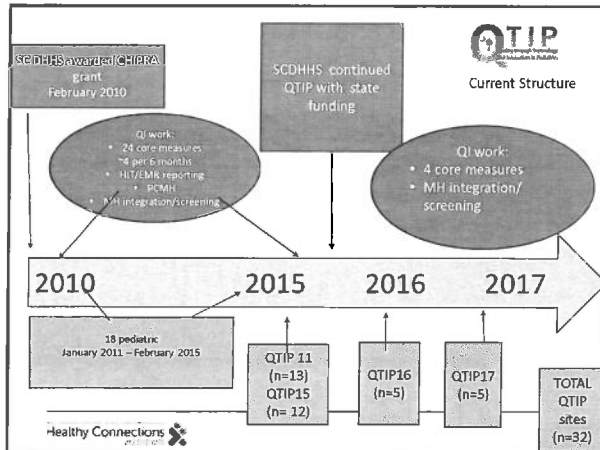 SCDHHS awarded CHIPRA
grant
February 2010
SCDHHS continued
QTIP with state
funding
QTIP
Current Structure
QI work:
• 24 core measures
• 4 per 6 months
• HIT/EMR reporting
• PCMH
• MH integration/screening
QI work:
• 4 core measures
• MH integration/
screening
2010 2015 2016 2017
18 pediatric
January 2011 – February 2015
QTIP 11
(n=13)
QTIP15
(n= 12)
QTIP16
(n=5)
QTIP17
(n=5)
TOTAL
QTIP
sites
(n=32)
Healthy Connections